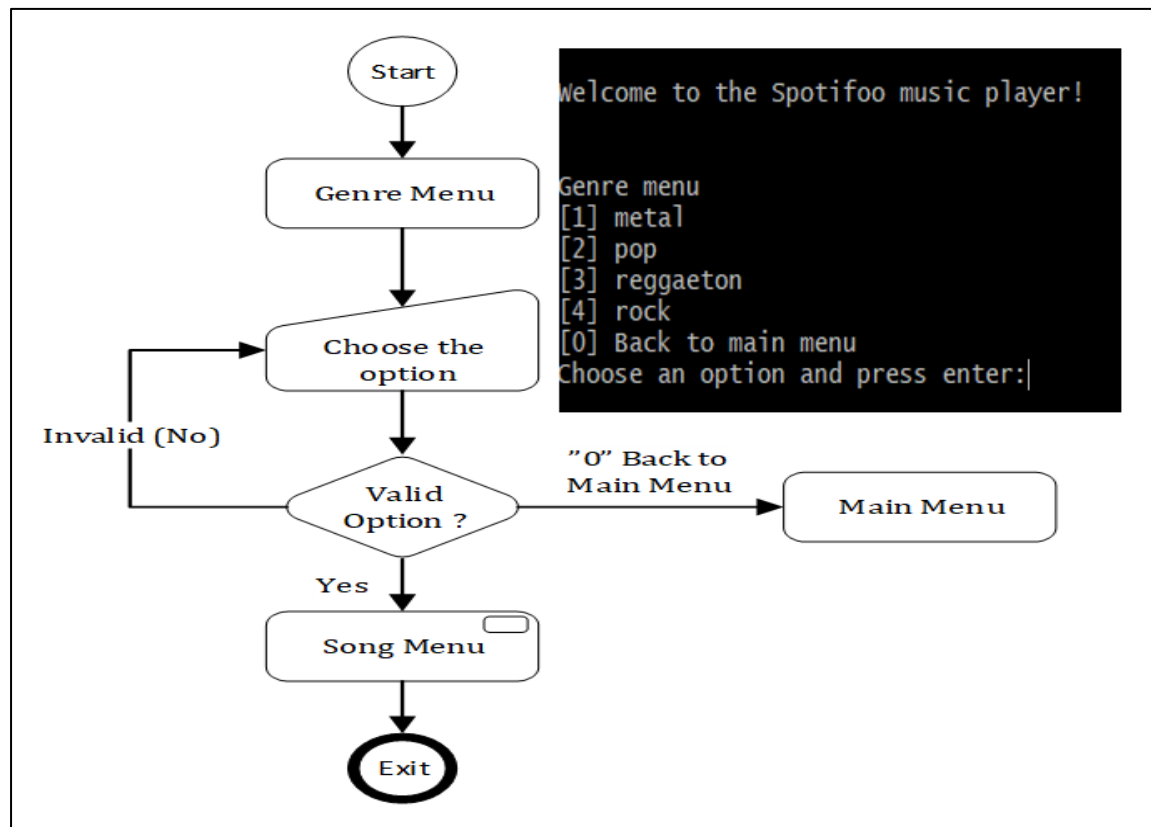 Start
Genre Menu
Choose the
option
Invalid (No)
Valid
Option ?
"0" Back to
Main Menu
Main Menu
Yes
Song Menu
Exit
Welcome to the Spotifoo music player!
Genre menu
[1] metal
[2] pop
[3] reggaeton
[4] rock
[0] Back to main menu
Choose an option and press enter: